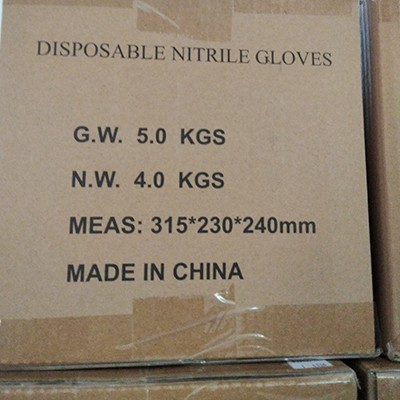 DISPOSABLE NITRILE GLOVES
G.W. 5.0 KGS
N.W. 4.0 KGS
MEAS: 315*230*240mm
MADE IN CHINA